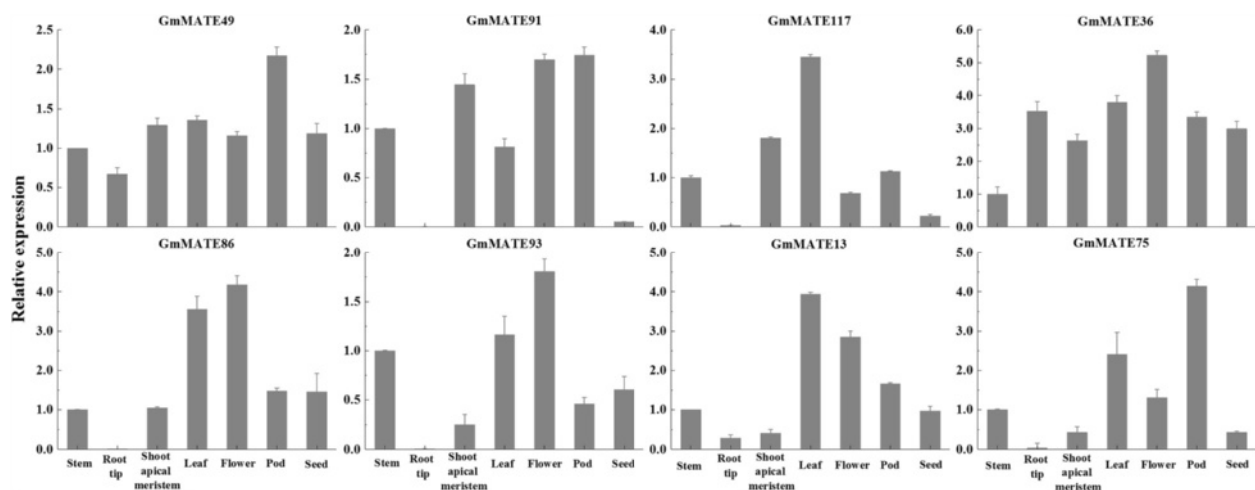 GmMATE49
2.5
2.0
1.5
1.0
0.5
0.0
GmMATE91
2.0
1.5
1.0
0.5
0.0
GmMATE117
4.0
3.0
2.0
1.0
0.0
GmMATE36
6.0
5.0
4.0
3.0
2.0
1.0
0.0
Relative expression
GmMATE86
5.0
4.0
3.0
2.0
1.0
0.0
Stem
Root
tip
Shoot
apical
meristem
Leaf
Flower
Pod
Seed
GmMATE93
2.0
1.5
1.0
0.5
0.0
Stem
Root
tip
Shoot
apical
meristem
Leaf
Flower
Pod
Seed
GmMATE13
5.0
4.0
3.0
2.0
1.0
0.0
Stem
Root
tip
Shoot
apical
meristem
Leaf
Flower
Pod
Seed
GmMATE75
5.0
4.0
3.0
2.0
1.0
0.0
Stem
Root
tip
Shoot
apical
meristem
Leaf
Flower
Pod
Seed